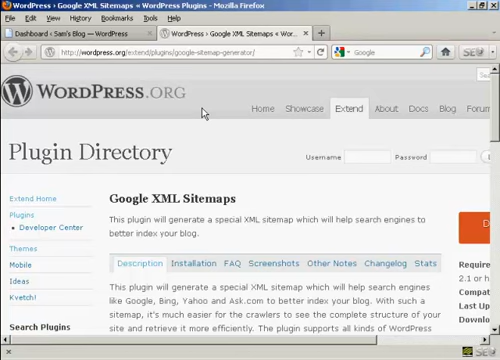 WordPress › Google XML Sitemaps « WordPress Plugins - Mozilla Firefox
Edit View History Bookmarks Tools Help
Dashboard ‹ Sam's Blog — WordPress × WordPress › Google XML Sitemaps « Wor... × +
http://wordpress.org/extend/plugins/google-sitemap-generator/ Google SEO
WORDPRESS.ORG
Home Showcase Extend About Docs Blog Forum
Plugin Directory
Username Password
Extend Home
Plugins
• Developer Center
Themes
Mobile
Ideas
Kvetch!
Search Plugins
Google XML Sitemaps
This plugin will generate a special XML sitemap which will help search engines to
better index your blog.
Description Installation FAQ Screenshots Other Notes Changelog Stats
This plugin will generate a special XML sitemap which will help search engines
like Google, Bing, Yahoo and Ask.com to better index your blog. With such a
sitemap, it's much easier for the crawlers to see the complete structure of your
site and retrieve it more efficiently. The plugin supports all kinds of WordPress
D
Require
2.1 or h
Compat
Last Up
Downlo
× SEO